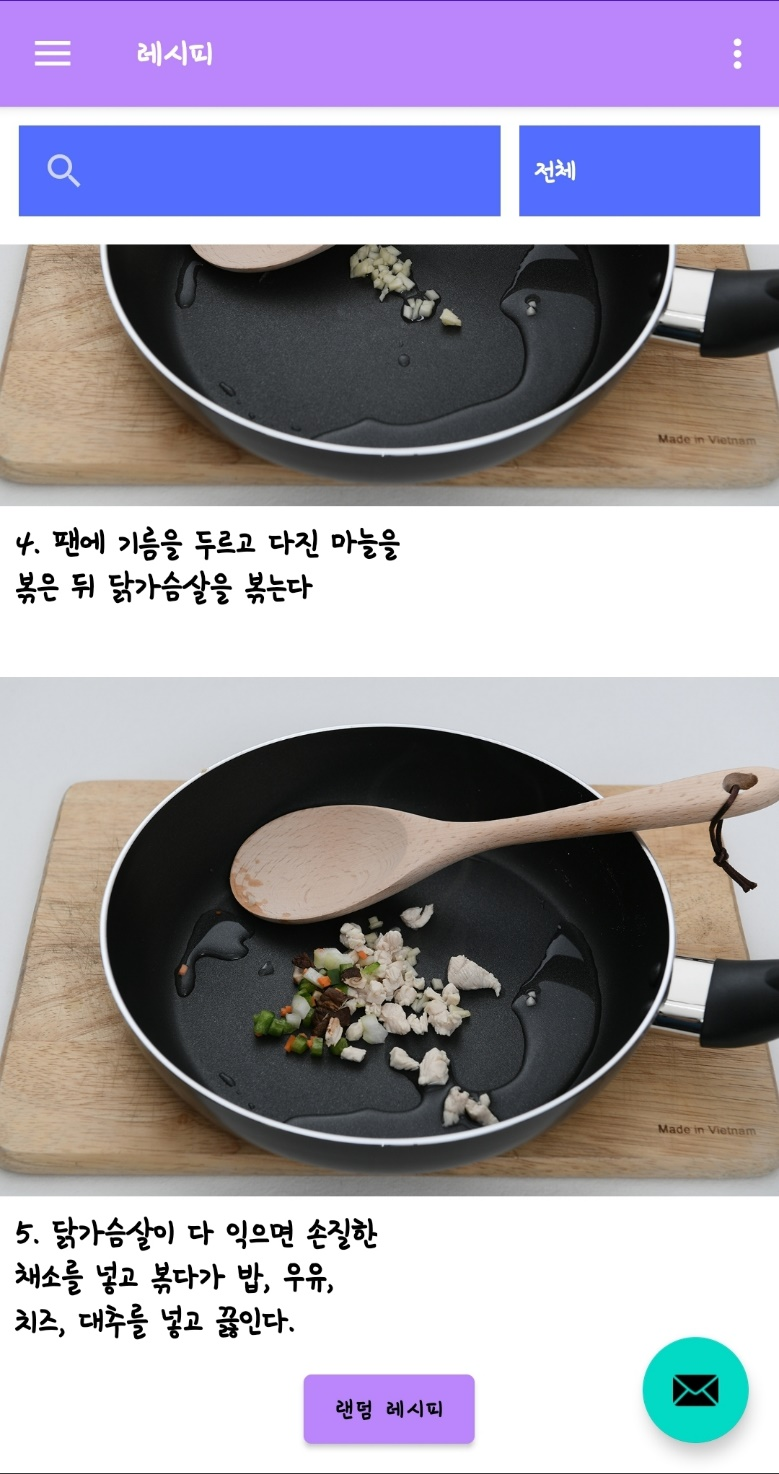 레시피
전체
Made in Vietnam
4. 팬에 기름을 두르고 다진 마늘을
볶은 뒤 닭가슴살을 볶는다
Made in Vietnam
5. 닭가슴살이 다 익으면 손질한
채소를 넣고 볶다가 밥, 우유,
치즈, 대추를 넣고 끓인다.
랜덤 레시피